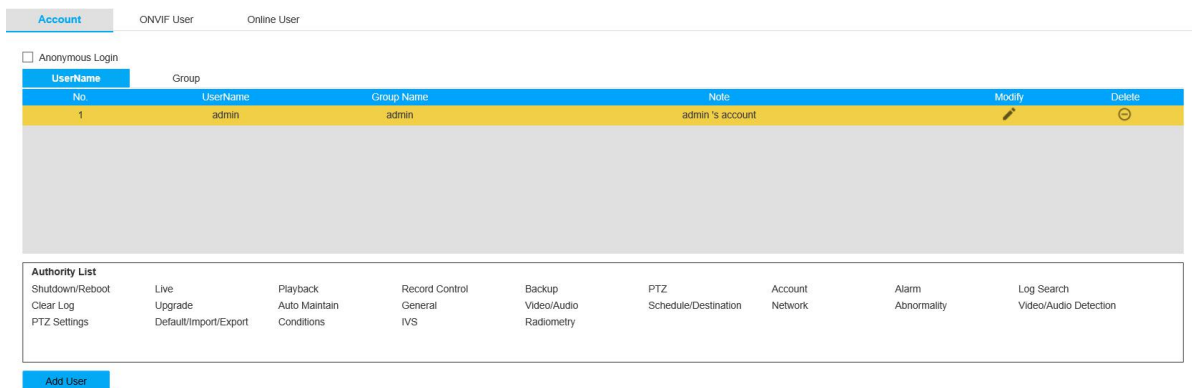 Account ONVIF User Online User
Anonymous Login
UserName Group
No. UserName Group Name Note Modify Delete
1 admin admin admin 's account
Authority List
Shutdown/Reboot Live Playback Record Control Backup PTZ Account Alarm Log Search
Clear Log Upgrade Auto Maintain General Video/Audio Schedule/Destination Network Abnormality Video/Audio Detection
PTZ Settings Default/Import/Export Conditions IVS Radiometry
Add User